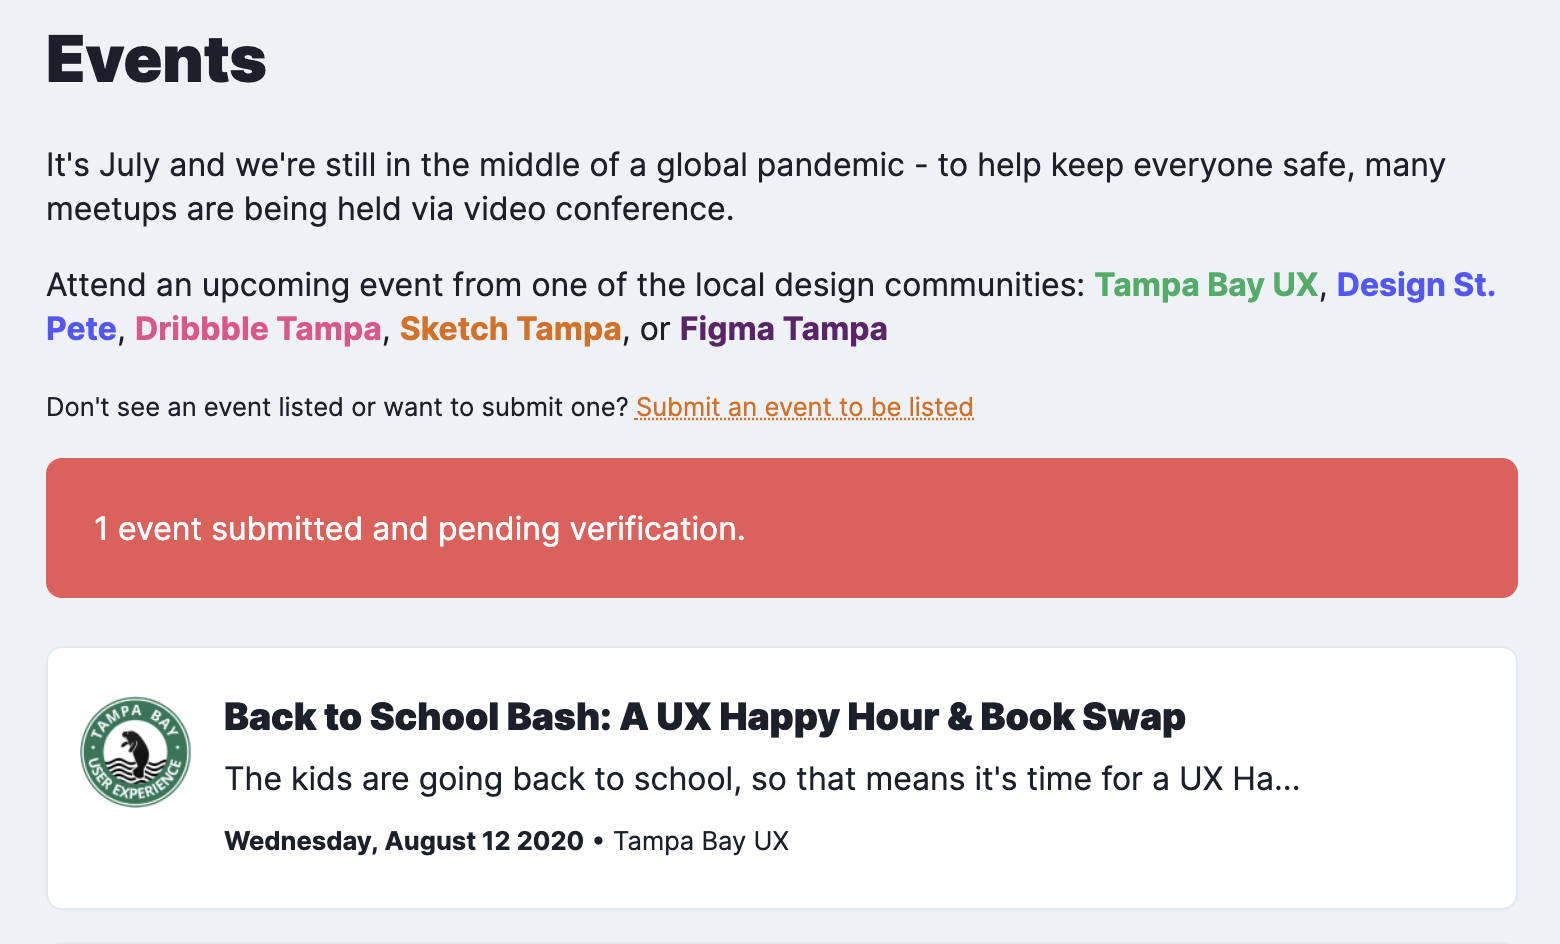 Events
It's July and we're still in the middle of a global pandemic - to help keep everyone safe, many
meetups are being held via video conference.
Attend an upcoming event from one of the local design communities: Tampa Bay UX, Design St.
Pete, Dribbble Tampa, Sketch Tampa, or Figma Tampa
Don't see an event listed or want to submit one? Submit an event to be listed
1 event submitted and pending verification.
TAMPA BAY
USER EXPERIENCE
Back to School Bash: A UX Happy Hour & Book Swap
The kids are going back to school, so that means it's time for a UX Ha...
Wednesday, August 12 2020 • Tampa Bay UX